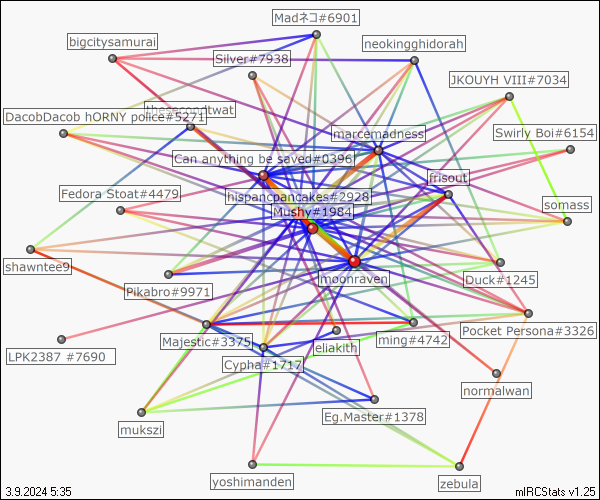 Madネコ#6901
bigcitysamurai
neokingghidorah
Silver#7938
JKOUYH VIII#7034
thesecondtwat
DacobDacob hORNY police#5271
marcemadness
Swirly Boi#6154
Can anything be saved#0396
frisout
Fedora Stoat#4479
hispancpancakes#2928
Mushy#1984
somass
shawntee9
moonraven
Duck#1245
Pikabro#9971
Pocket Persona#3326
Majestic#3375
eliakith
ming#4742
LPK2387 #7690
Cypha#1717
normalwan
Eg.Master#1378
mukszi
yoshimanden
zebula
3.9.2024 5:35
mIRCStats v1.25